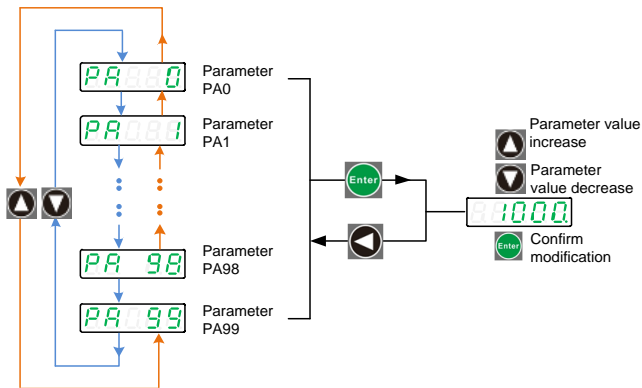 PA 0
Parameter
PA0
PA 1
Parameter
PA1
Enter
Parameter value
increase
Parameter
value decrease
1000.
Enter
Confirm
modification
PA 98
Parameter
PA98
PA 99
Parameter
PA99